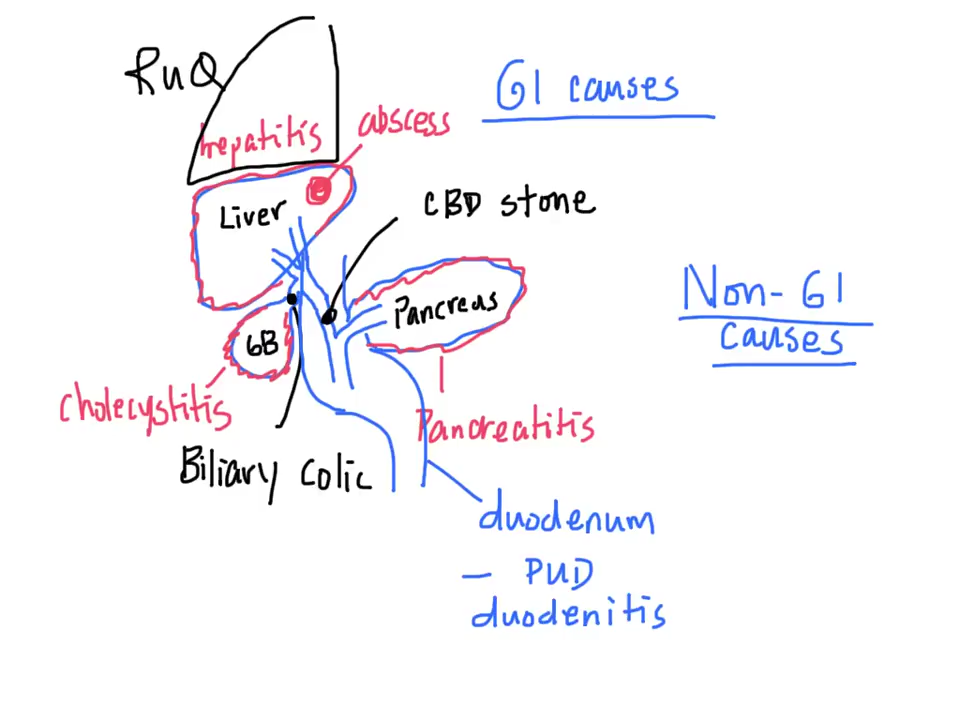 RUQ
GI causes
abscess
hepatitis
Liver
CBD stone
Pancreas
Non-GI
causes
GB
cholecystitis
Pancreatitis
Biliary colic
duodenum
- PUD
duodenitis